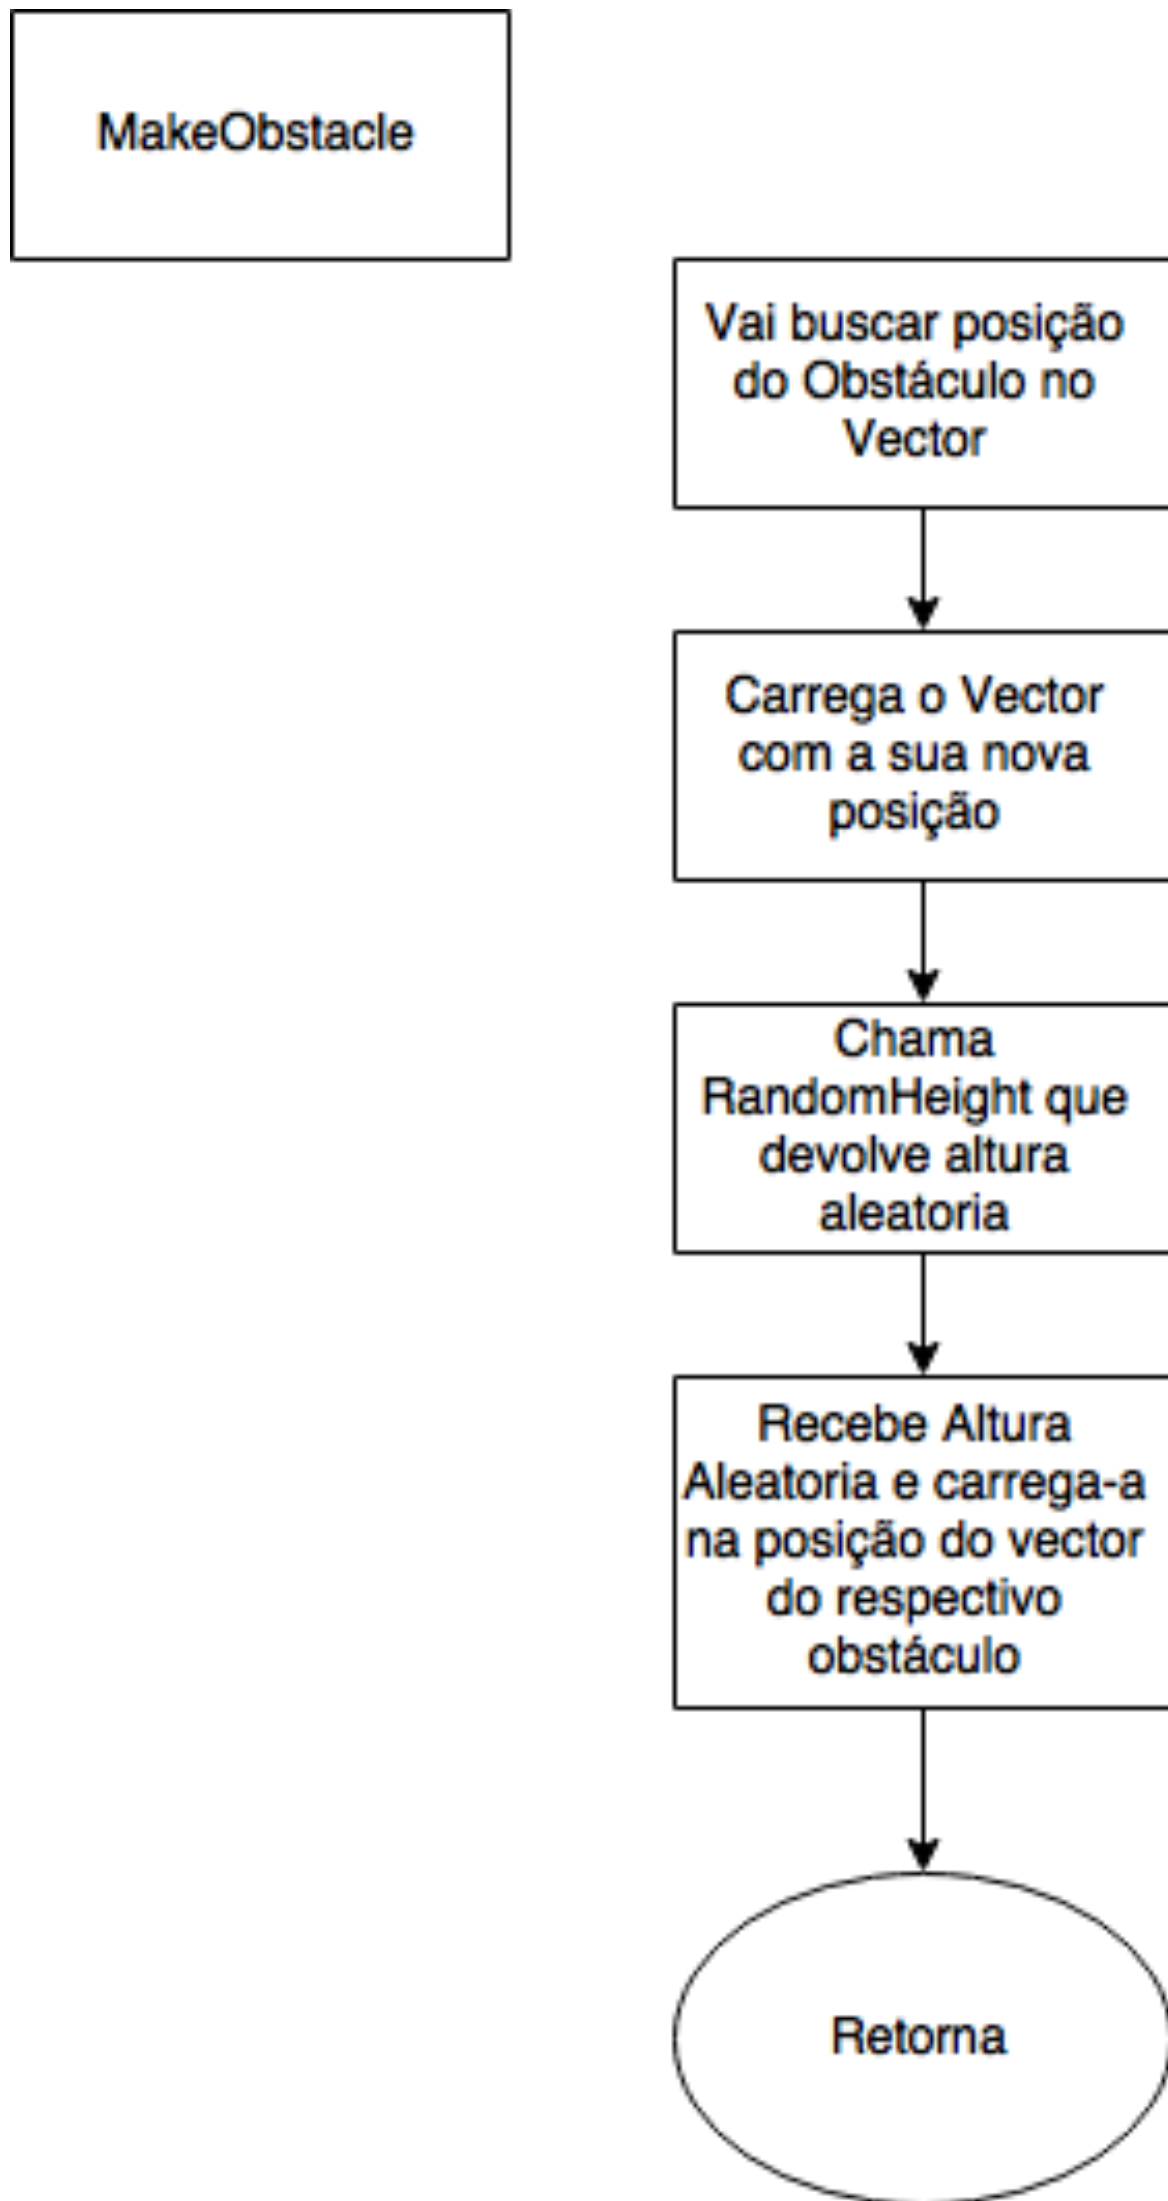 MakeObstacle
Vai buscar posição
do Obstáculo no
Vector
Carrega o Vector
com a sua nova
posição
Chama
RandomHeight que
devolve altura
aleatoria
Recebe Altura
Aleatoria e carrega-a
na posição do vector
do respectivo
obstáculo
Retorna